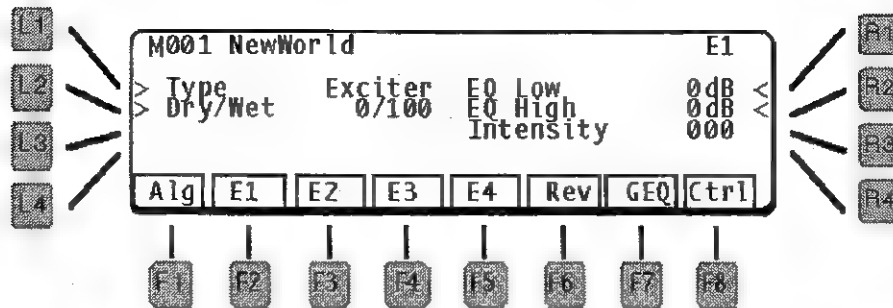 L1
L2
L3
L4
M001 NewWorld E1
> Type Exciter EQ Low 0dB <
> Dry/Wet 0/100 EQ High 0dB <
Intensity 000
Alg E1 E2 E3 E4 Rev GEQ Ctrl
R1
R2
R3
R4
F1 F2 F3 F4 F5 F6 F7 F8